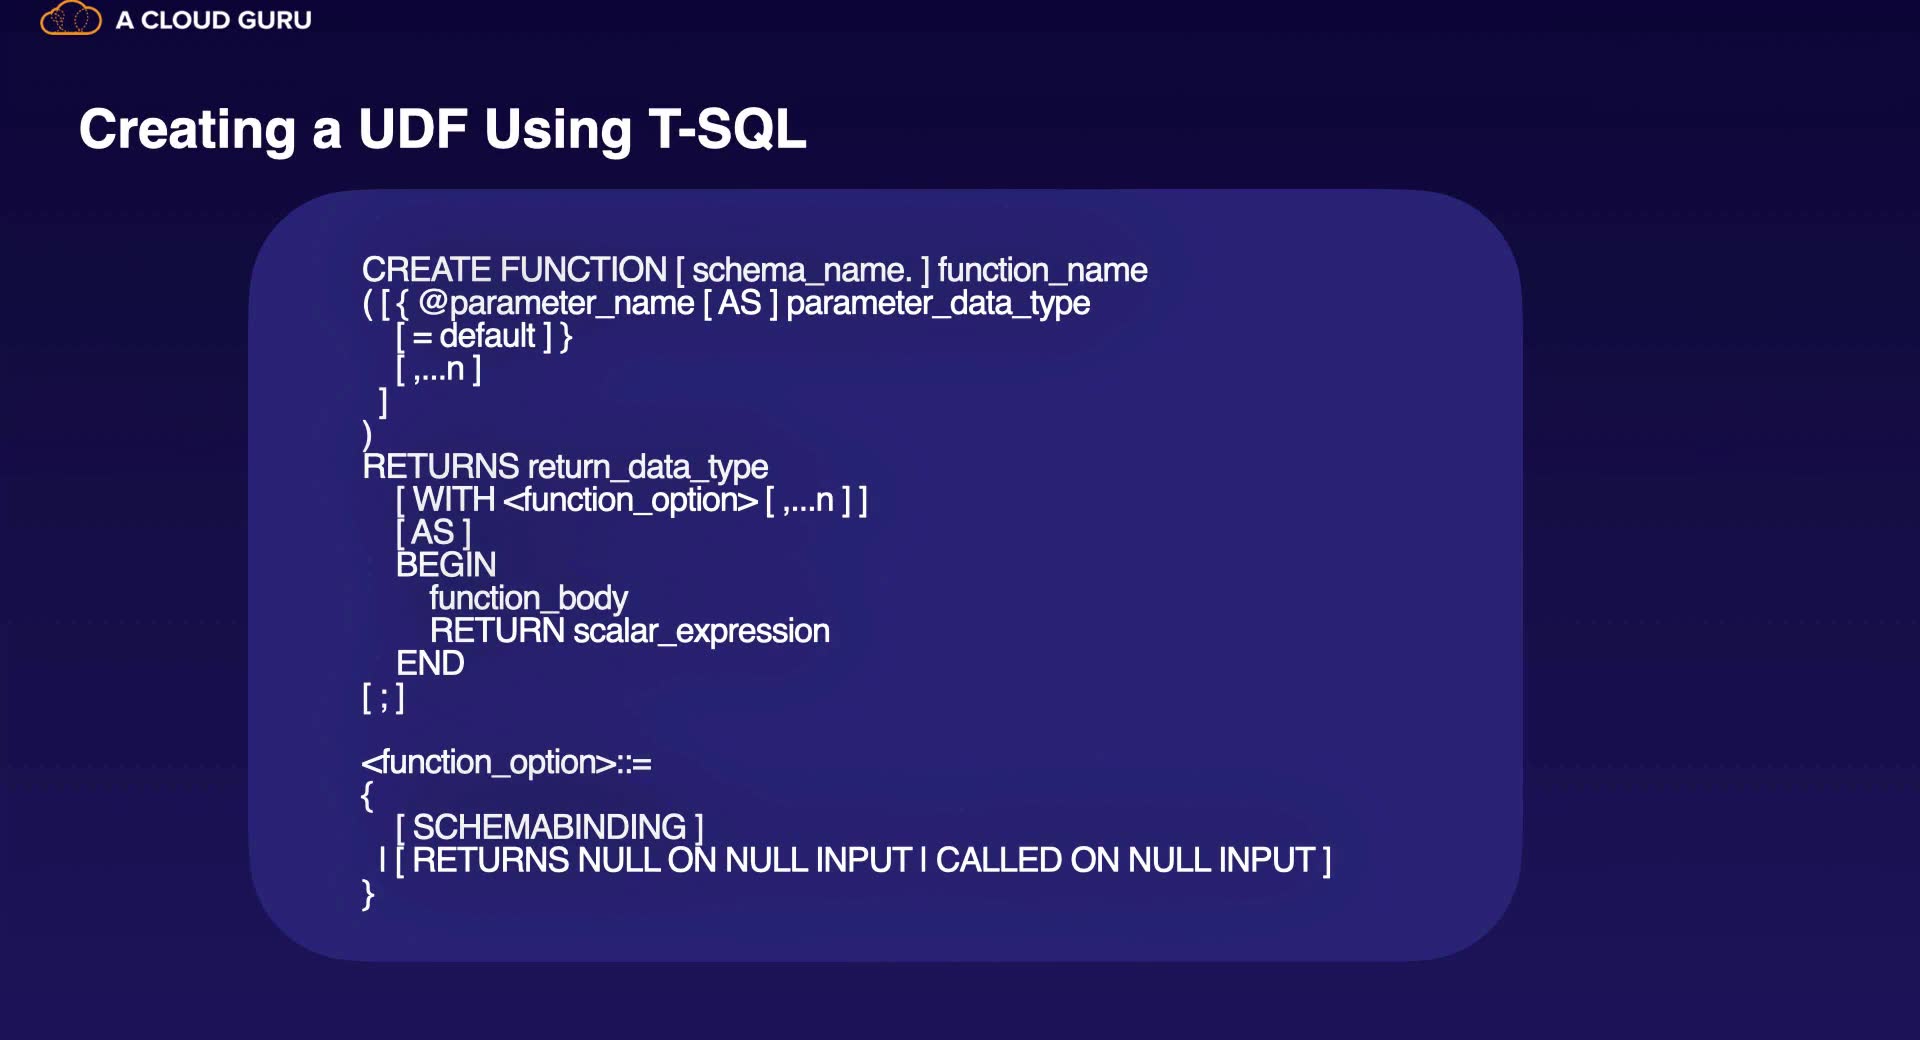 A CLOUD GURU
Creating a UDF Using T-SQL
CREATE FUNCTION [ schema_name. ] function_name
( [ { @parameter_name [ AS ] parameter_data_type
[ = default ] }
[ ,...n ]
]
)
RETURNS return_data_type
[ WITH <function_option> [ ,...n ] ]
[ AS ]
BEGIN
function_body
RETURN scalar_expression
END
[ ; ]
<function_option>::=
{
[ SCHEMABINDING ]
| [ RETURNS NULL ON NULL INPUT | CALLED ON NULL INPUT ]
}